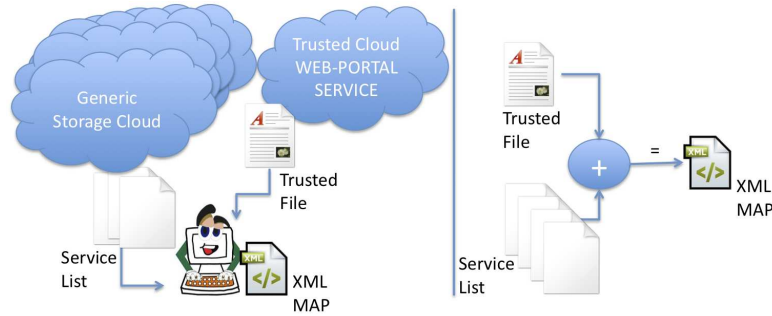 Generic
Storage Cloud
Trusted Cloud
WEB-PORTAL
SERVICE
A
Trusted
File
Service
List
XML
</>
XML
MAP
A
Trusted
File
+
=
XML
</>
XML
MAP
Service
List